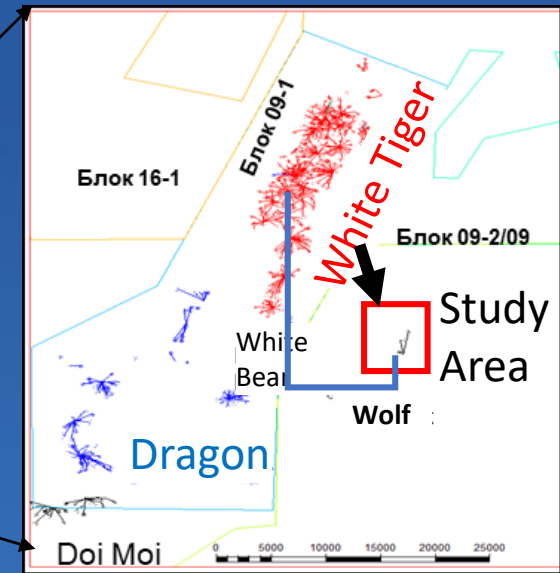 Блок 09-1
White Tiger
Блок 16-1
Блок 09-2/09
Study
Area
White
Bear
Wolf
Dragon
Doi Moi
0 5000 10000 15000 20000 25000